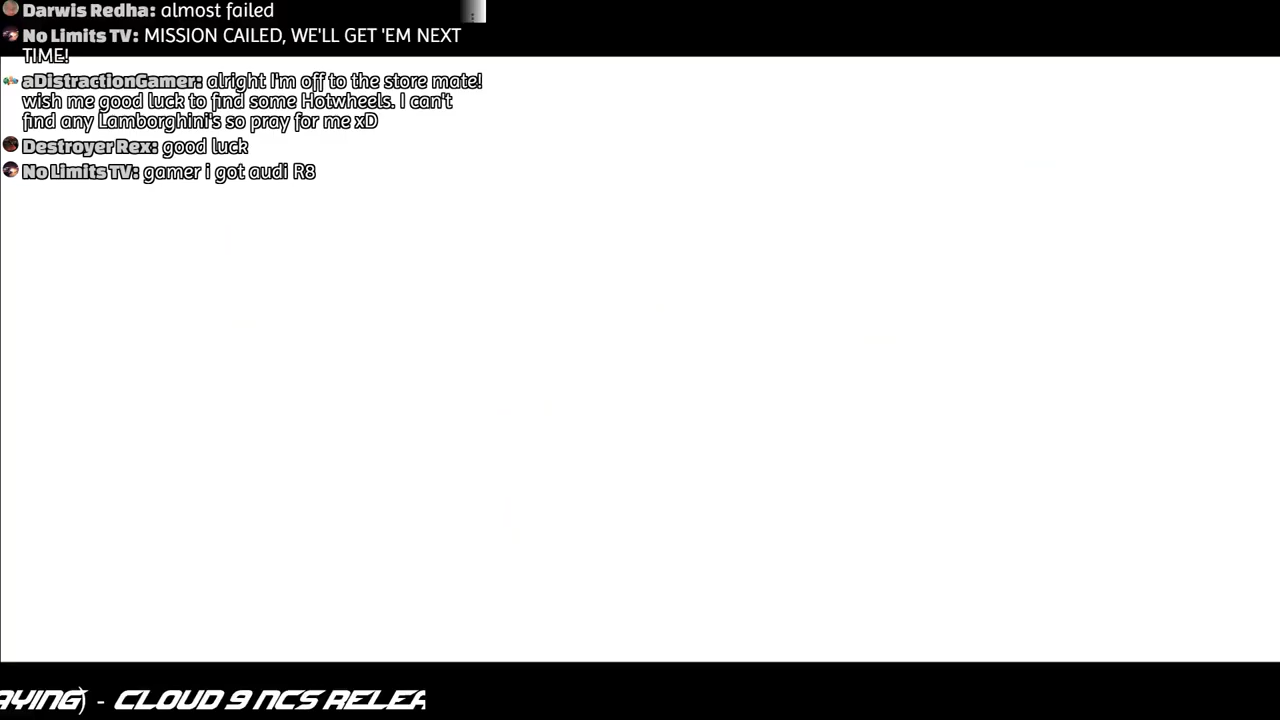 Darwis Redha: almost failed
No Limits TV: MISSION CAILED, WE'LL GET 'EM NEXT
TIME!
aDistractionGamer: alright I'm off to the store mate!
wish me good luck to find some Hotwheels. I can't
find any Lamborghini's so pray for me xD
Destroyer Rex: good luck
No Limits TV: gamer i got audi R8
AYING) - CLOUD 9 NCS RELEA